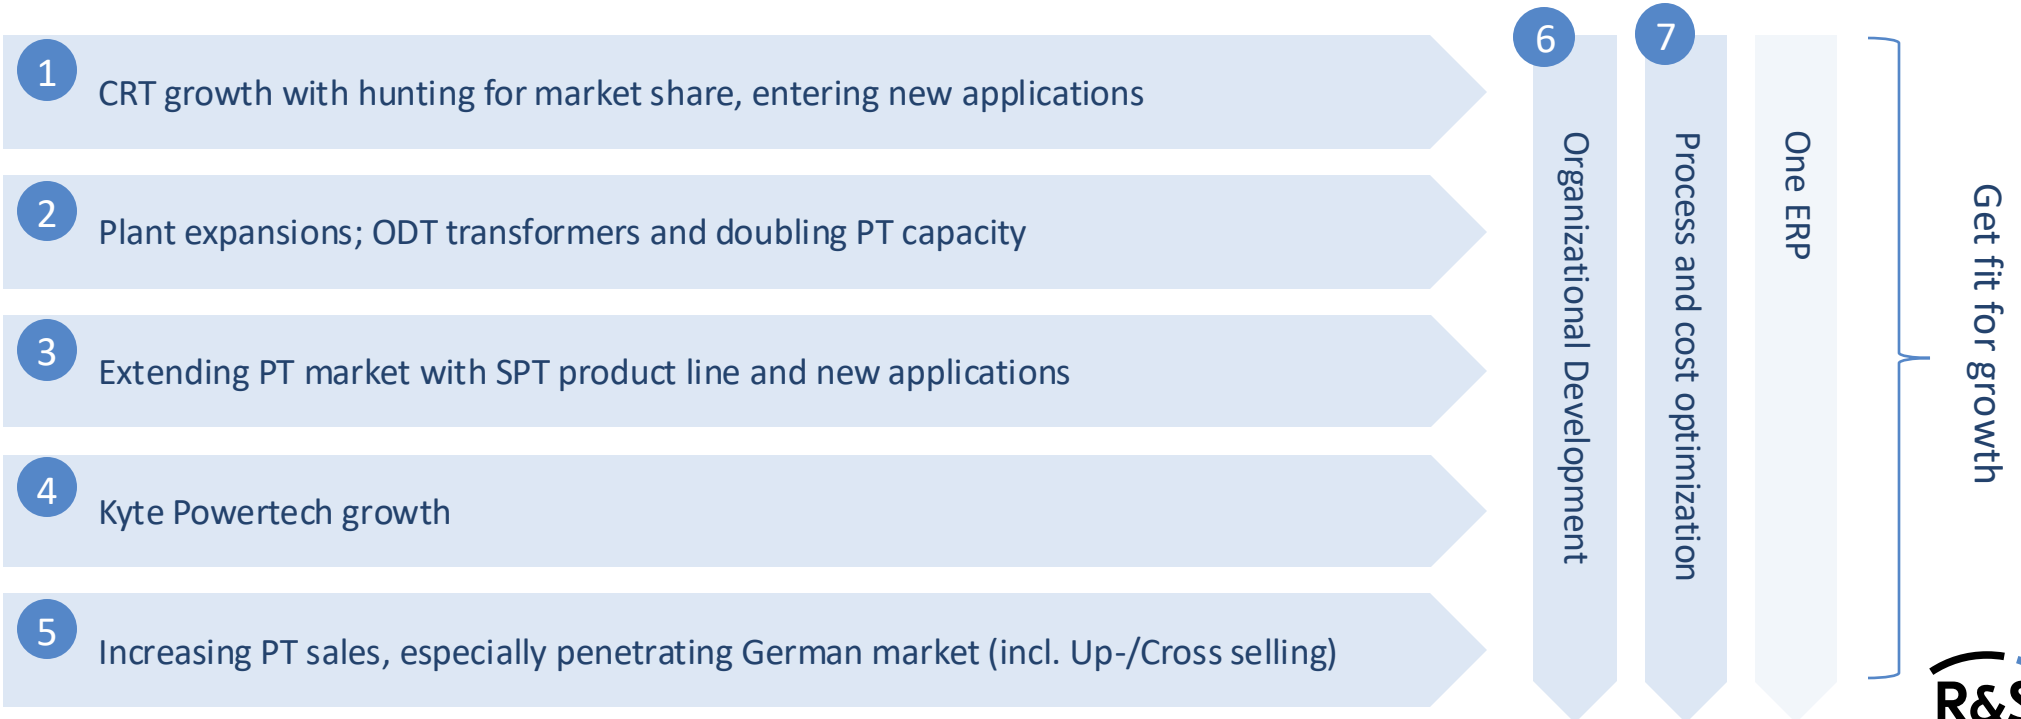 1
CRT growth with hunting for market share, entering new applications
2
Plant expansions; ODT transformers and doubling PT capacity
3
Extending PT market with SPT product line and new applications
4
Kyte Powertech growth
5
Increasing PT sales, especially penetrating German market (incl. Up-/Cross selling)
6
Organizational Development
7
Process and cost optimization
One ERP
Get fit for growth
R&S